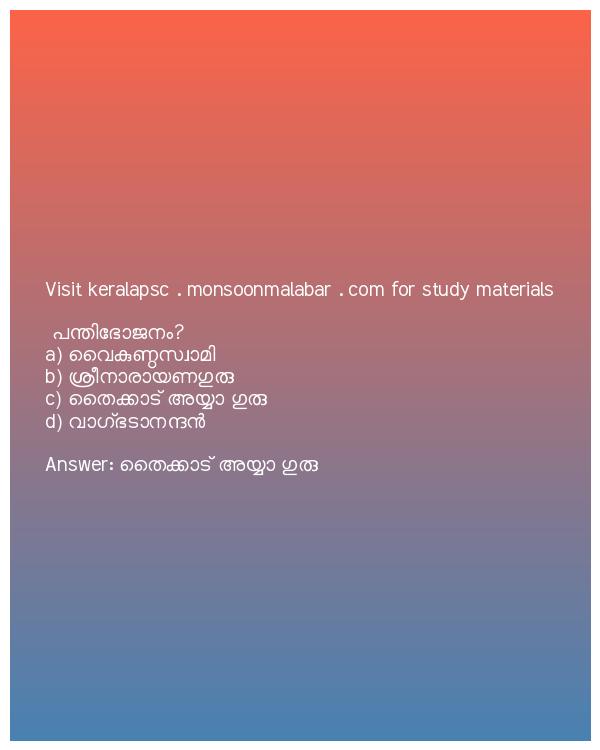 Visit keralapsc . monsoonmalabar . com for study materials
പന്തിഭോജനം?
a) വൈകുണ്ഠസ്വാമി
b) ശ്രീനാരായണഗുരു
c) തൈക്കാട് അയ്യാ ഗുരു
d) വാഗ്ഭടാനന്ദൻ
Answer: തൈക്കാട് അയ്യാ ഗുരു